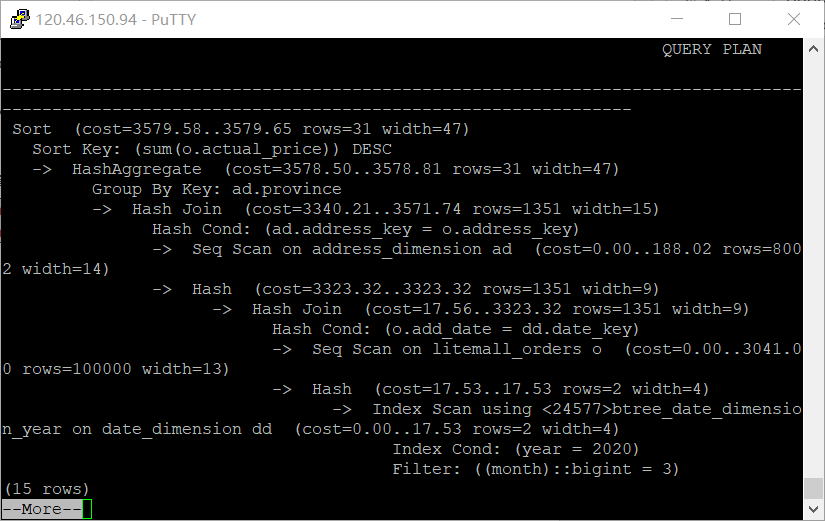 120.46.150.94 - PuTTY
QUERY PLAN
--------------------------------------------------------------------------------
---------------------------------------------------------------
 Sort  (cost=3579.58..3579.65 rows=31 width=47)
   Sort Key: (sum(o.actual_price)) DESC
   ->  HashAggregate  (cost=3578.50..3578.81 rows=31 width=47)
         Group By Key: ad.province
         ->  Hash Join  (cost=3340.21..3571.74 rows=1351 width=15)
               Hash Cond: (ad.address_key = o.address_key)
               ->  Seq Scan on address_dimension ad  (cost=0.00..188.02 rows=800
2 width=14)
               ->  Hash  (cost=3323.32..3323.32 rows=1351 width=9)
                     ->  Hash Join  (cost=17.56..3323.32 rows=1351 width=9)
                           Hash Cond: (o.add_date = dd.date_key)
                           ->  Seq Scan on litemall_orders o  (cost=0.00..3041.0
0 rows=100000 width=13)
                           ->  Hash  (cost=17.53..17.53 rows=2 width=4)
                                 ->  Index Scan using <24577>btree_date_dimensio
n_year on date_dimension dd  (cost=0.00..17.53 rows=2 width=4)
                                       Index Cond: (year = 2020)
                                       Filter: ((month)::bigint = 3)
(15 rows)
--More--